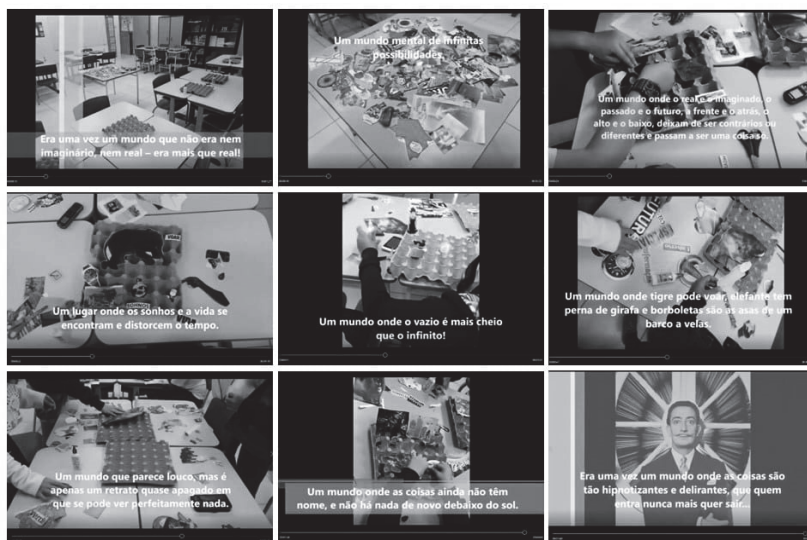 Era uma vez um mundo que não era nem
imaginário, nem real – era mais que real!
Um mundo mental de infinitas
possibilidades.
Um mundo onde o real e o imaginado, o
passado e o futuro, a frente e o atrás, o
alto e o baixo, deixam de ser contrários ou
diferentes e passam a ser uma coisa só.
Um lugar onde os sonhos e a vida se
encontram e distorcem o tempo.
Um mundo onde o vazio é mais cheio
que o infinito!
FUTUR
Um mundo onde tigre pode voar, elefante tem
perna de girafa e borboletas são as asas de um
barco a velas.
Um mundo que parece louco, mas é
apenas um retrato quase apagado em
que se pode ver perfeitamente nada.
Um mundo onde as coisas ainda não têm
nome, e não há nada de novo debaixo do sol.
Era uma vez um mundo onde as coisas são
tão hipnotizantes e delirantes, que quem
entra nunca mais quer sair...